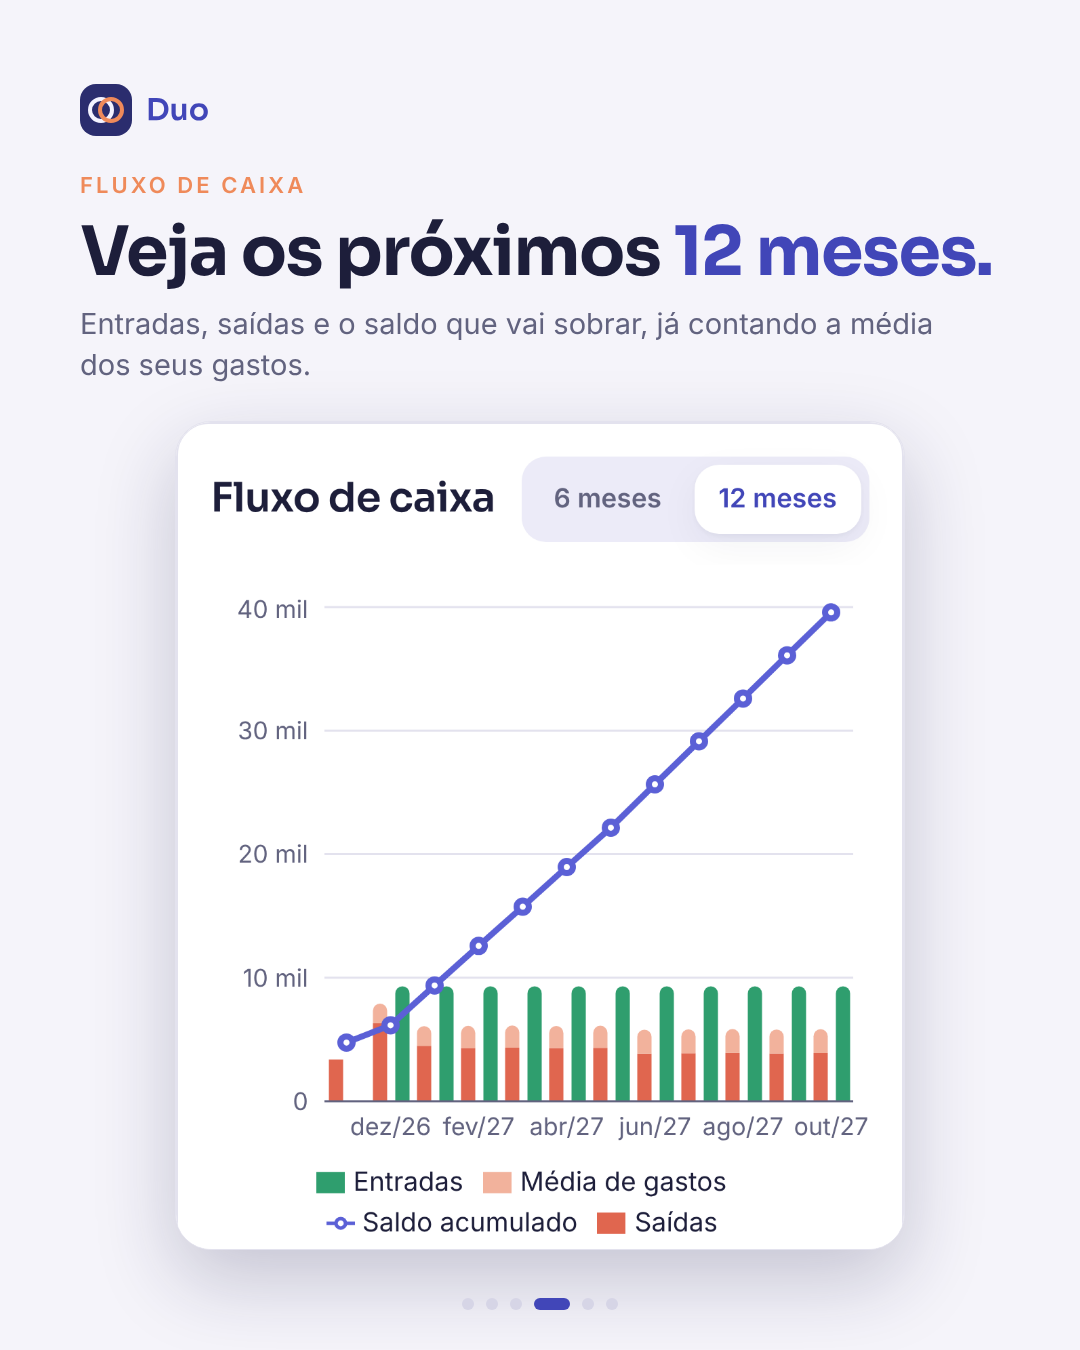 Duo
FLUXO DE CAIXA
Veja os próximos 12 meses.
Entradas, saídas e o saldo que vai sobrar, já contando a média
dos seus gastos.
Fluxo de caixa
6 meses
12 meses
40 mil
30 mil
20 mil
10 mil
0
dez/26 fev/27 abr/27 jun/27 ago/27 out/27
Entradas Média de gastos
Saldo acumulado Saídas